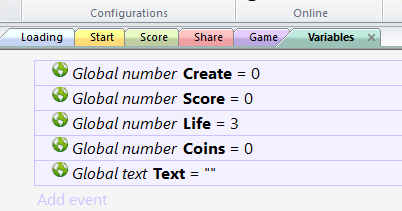 Configurations Online
Loading Start Score Share Game Variables ×
Global number Create = 0
Global number Score = 0
Global number Life = 3
Global number Coins = 0
Global text Text = ""
Add event